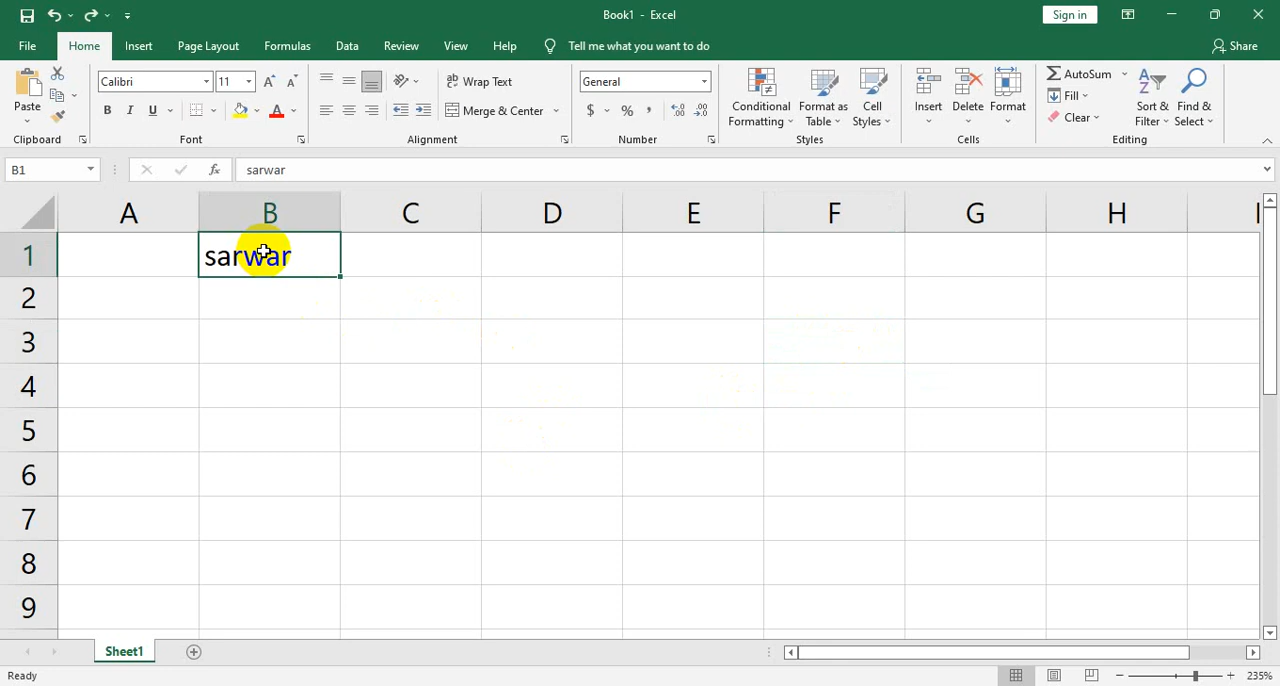 Book1 - Excel
Sign in
File Home Insert Page Layout Formulas Data Review View Help Tell me what you want to do Share
Paste
Calibri 11
B I U
Wrap Text
Merge & Center
General
$ % ,
Conditional Formatting
Format as Table
Cell Styles
Insert Delete Format
AutoSum
Fill
Clear
Sort & Filter
Find & Select
Clipboard Font Alignment Number Styles Cells Editing
B1 fx sarwar
A B C D E F G H I
1 sarwar
2
3
4
5
6
7
8
9
Sheet1
Ready 235%